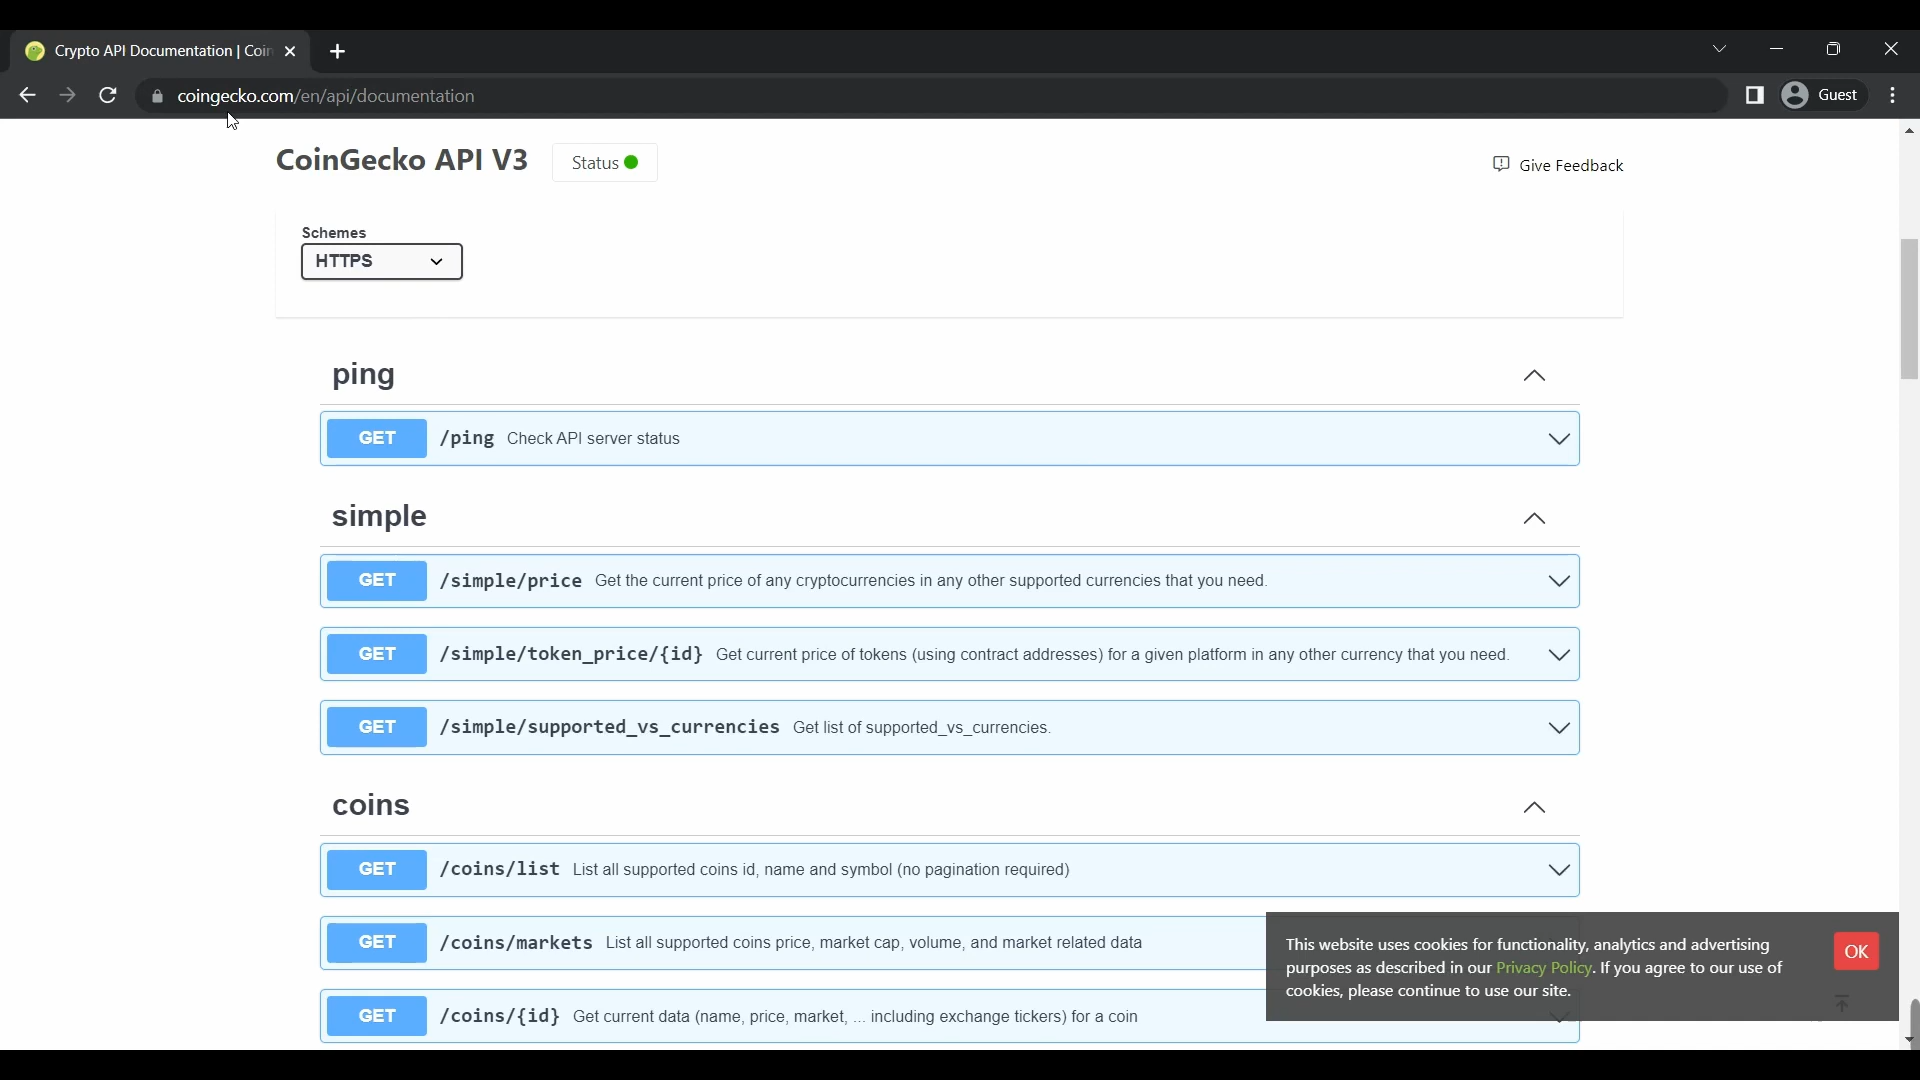 Crypto API Documentation | Coin
coingecko.com/en/api/documentation
Guest
CoinGecko API V3
Status
Give Feedback
Schemes
HTTPS
ping
GET /ping Check API server status
simple
GET /simple/price Get the current price of any cryptocurrencies in any other supported currencies that you need.
GET /simple/token_price/{id} Get current price of tokens (using contract addresses) for a given platform in any other currency that you need.
GET /simple/supported_vs_currencies Get list of supported_vs_currencies.
coins
GET /coins/list List all supported coins id, name and symbol (no pagination required)
GET /coins/markets List all supported coins price, market cap, volume, and market related data
GET /coins/{id} Get current data (name, price, market, ... including exchange tickers) for a coin
This website uses cookies for functionality, analytics and advertising
purposes as described in our Privacy Policy. If you agree to our use of
cookies, please continue to use our site.
OK